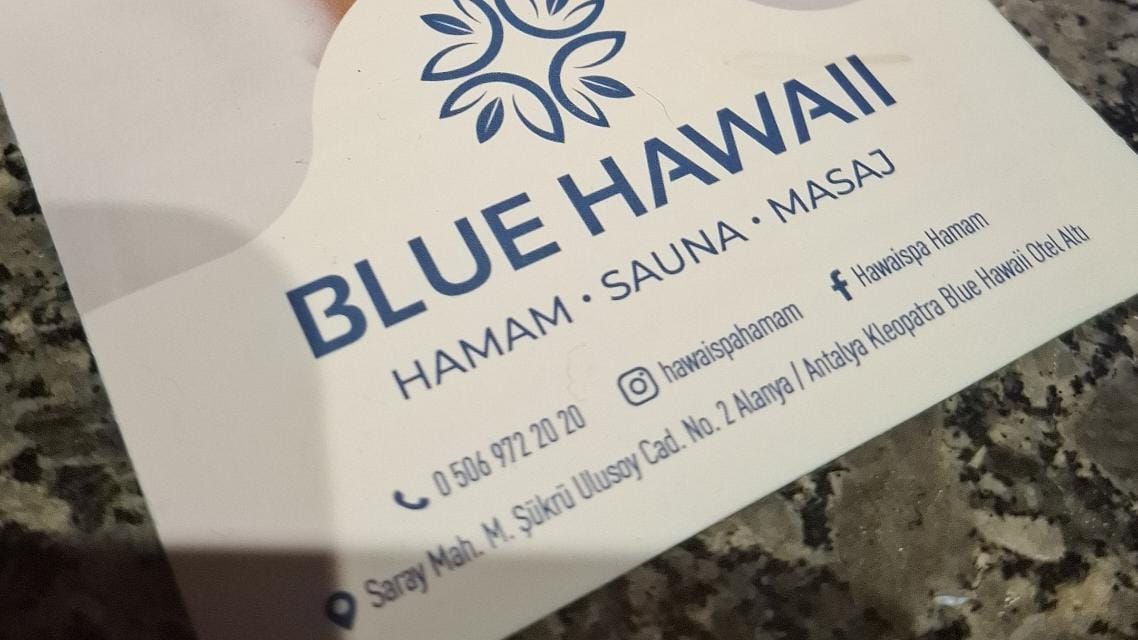 BLUE HAWAII
HAMAM • SAUNA • MASAJ
0 506 972 20 20 hawaispahamam Hawaispa Hamam
Saray Mah. M. Şükrü Ulusoy Cad. No. 2 Alanya / Antalya Kleopatra Blue Hawaii Otel Altı